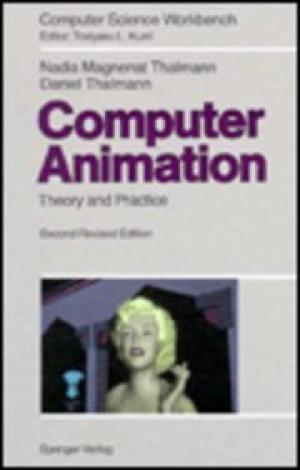 Computer Science Workbench
Editor: Tosiyasu L. Kunii
Nadia Magnenat Thalmann
Daniel Thalmann
Computer
Animation
Theory and Practice
Second Revised Edition
Springer-Verlag